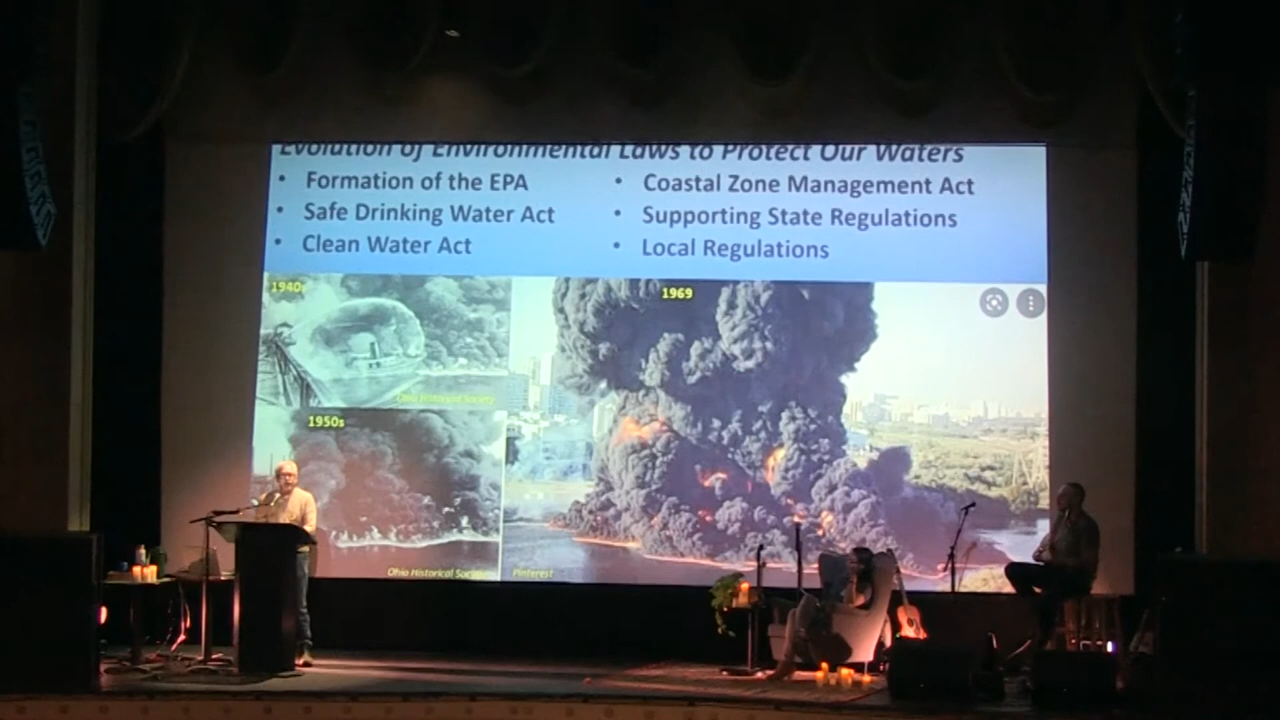 Evolution of Environmental Laws to Protect Our Waters
• Formation of the EPA
• Safe Drinking Water Act
• Clean Water Act
• Coastal Zone Management Act
• Supporting State Regulations
• Local Regulations
1940s
Ohio Historical Society
1950s
Ohio Historical Society
1969
Pinterest